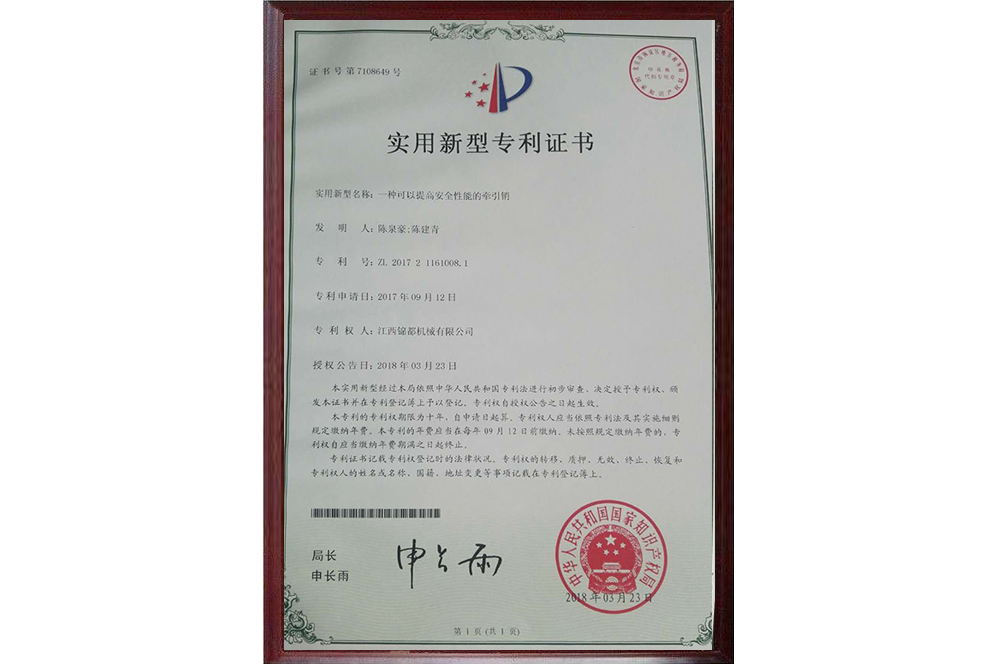 证书号第7108649号
实用新型专利证书
实用新型名称：一种可以提高安全性能的牵引销
发 明 人：陈泉豪;陈建青
专 利 号：ZL 2017 2 1161008.1
专利申请日：2017年09月12日
专 利 权 人：江西锦都机械有限公司
授权公告日：2018年03月23日
本实用新型经过本局依照中华人民共和国专利法进行初步审查，决定授予专利权，颁
发本证书并在专利登记簿上予以登记。专利权自授权公告之日起生效。
本专利的专利权期限为十年，自申请日起算。专利权人应当依照专利法及其实施细则
规定缴纳年费。本专利的年费应当在每年09月12日前缴纳。未按照规定缴纳年费的，专
利权自应当缴纳年费期满之日起终止。
专利证书记载专利权登记时的法律状况。专利权的转移、质押、无效、终止、恢复和
专利权人的姓名或名称、国籍、地址变更等事项记载在专利登记簿上。
局长
申长雨
申长雨
中华人民共和国国家知识产权局
2018年03月23日
第1页(共1页)